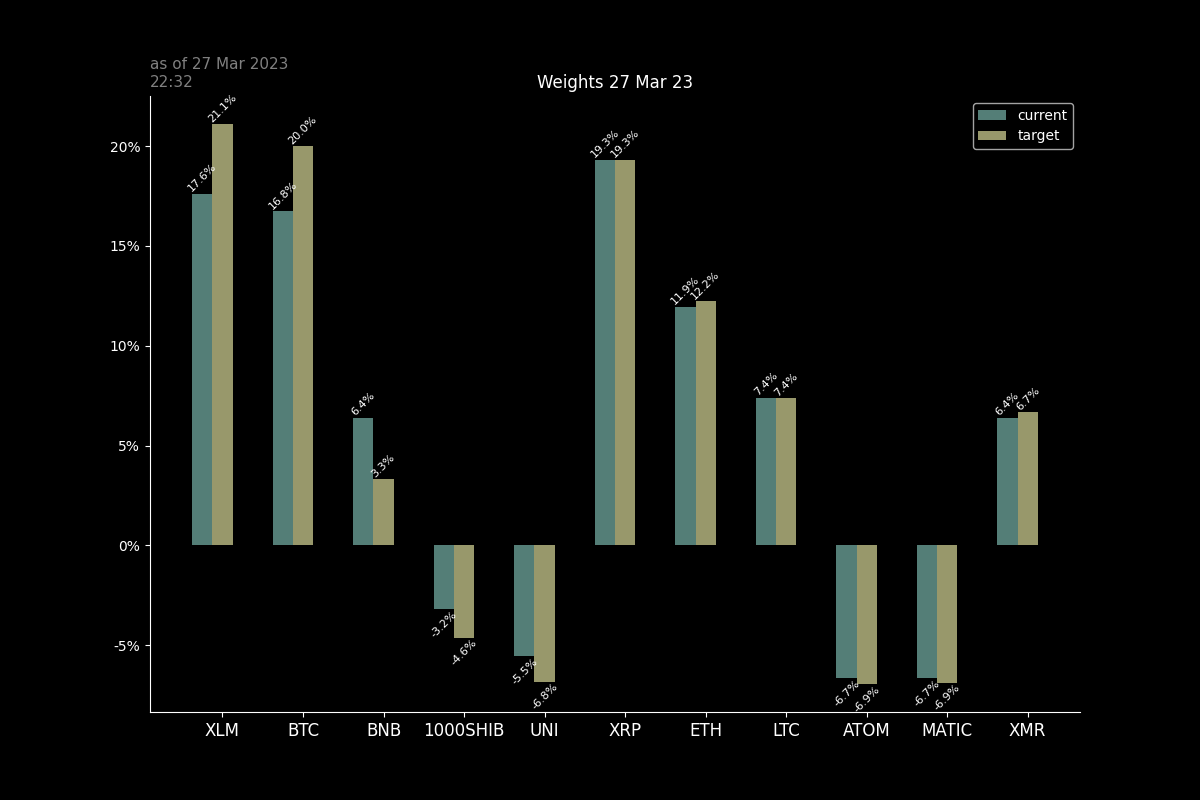 as of 27 Mar 2023
22:32
Weights 27 Mar 23
current
target
20%
15%
10%
5%
0%
-5%
17.6%
21.1%
16.8%
20.0%
6.4%
3.3%
-3.2%
-4.6%
-5.5%
-6.8%
19.3%
19.3%
11.9%
12.2%
7.4%
7.4%
-6.7%
-6.9%
-6.7%
-6.9%
6.4%
6.7%
XLM
BTC
BNB
1000SHIB
UNI
XRP
ETH
LTC
ATOM
MATIC
XMR